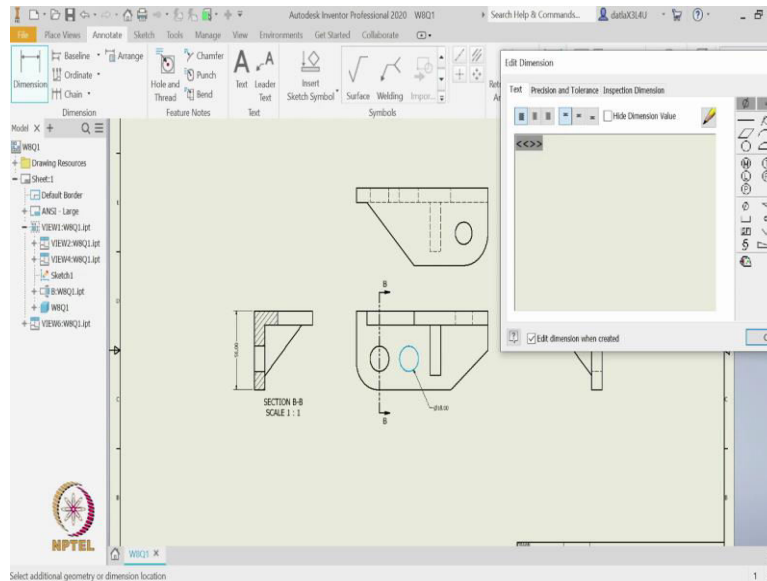 Autodesk Inventor Professional 2020 W8Q1
Search Help & Commands...
datlaX3L4U
File Place Views Annotate Sketch Tools Manage View Environments Get Started Collaborate
Dimension
Baseline
Ordinate
Chain
Arrange
Dimension
Hole and Thread
Chamfer
Punch
Bend
Feature Notes
Text
Leader Text
Text
Insert Sketch Symbol
Surface
Welding
Impor...
Symbols
Edit Dimension
Text Precision and Tolerance Inspection Dimension
Hide Dimension Value
<<>>
Edit dimension when created
Model
W8Q1
Drawing Resources
Sheet:1
Default Border
ANSI - Large
VIEW1:W8Q1.ipt
VIEW2:W8Q1.ipt
VIEW4:W8Q1.ipt
Sketch1
B:W8Q1.ipt
W8Q1
VIEW6:W8Q1.ipt
B
B
50.00
SECTION B-B
SCALE 1 : 1
NPTEL
W8Q1
Select additional geometry or dimension location
1